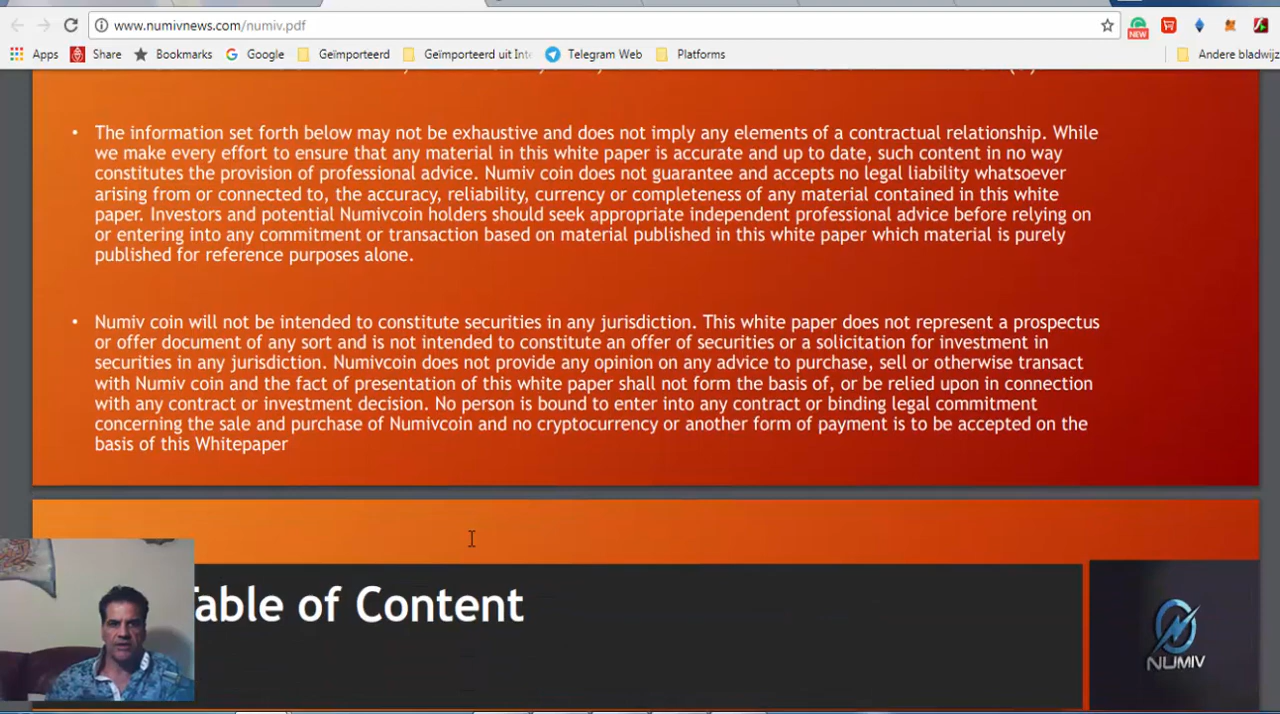 www.numivnews.com/numiv.pdf
NEW
Apps
Share
Bookmarks
Google
Geïmporteerd
Geïmporteerd uit Inte
Telegram Web
Platforms
Andere bladwijz
• The information set forth below may not be exhaustive and does not imply any elements of a contractual relationship. While
we make every effort to ensure that any material in this white paper is accurate and up to date, such content in no way
constitutes the provision of professional advice. Numiv coin does not guarantee and accepts no legal liability whatsoever
arising from or connected to, the accuracy, reliability, currency or completeness of any material contained in this white
paper. Investors and potential Numivcoin holders should seek appropriate independent professional advice before relying on
or entering into any commitment or transaction based on material published in this white paper which material is purely
published for reference purposes alone.
• Numiv coin will not be intended to constitute securities in any jurisdiction. This white paper does not represent a prospectus
or offer document of any sort and is not intended to constitute an offer of securities or a solicitation for investment in
securities in any jurisdiction. Numivcoin does not provide any opinion on any advice to purchase, sell or otherwise transact
with Numiv coin and the fact of presentation of this white paper shall not form the basis of, or be relied upon in connection
with any contract or investment decision. No person is bound to enter into any contract or binding legal commitment
concerning the sale and purchase of Numivcoin and no cryptocurrency or another form of payment is to be accepted on the
basis of this Whitepaper
Table of Content
NUMIV